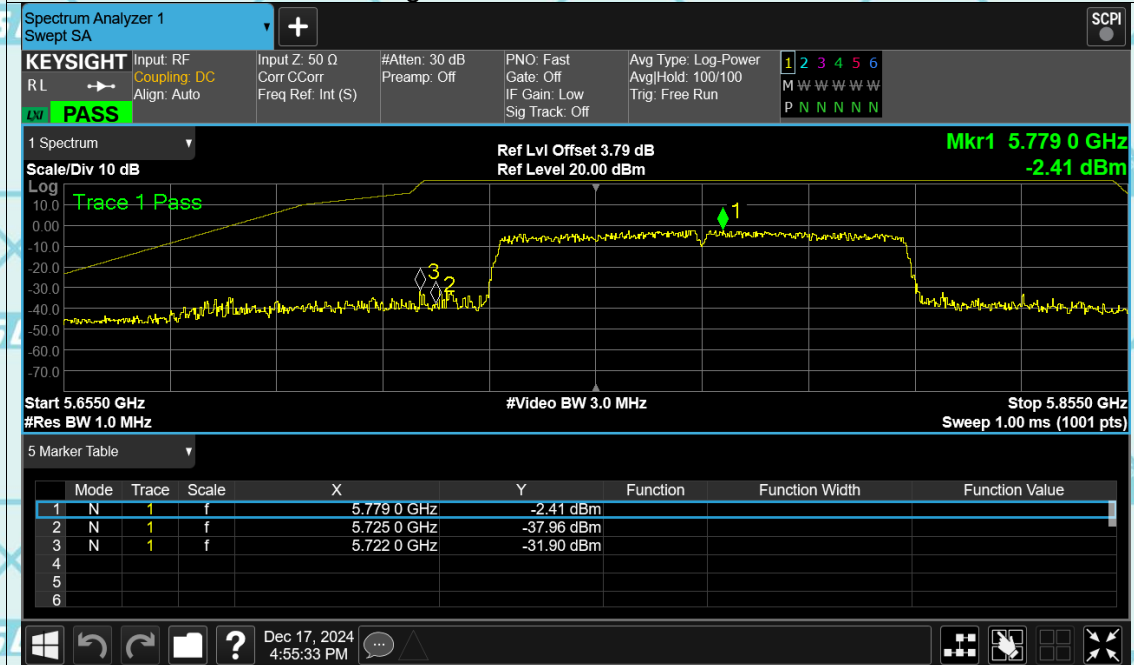 Spectrum Analyzer 1
Swept SA
+
SCPI
KEYSIGHT Input: RF Input Z: 50 Ω #Atten: 30 dB PNO: Fast Avg Type: Log-Power 1 2 3 4 5 6
R L Coupling: DC Corr CCorr Preamp: Off Gate: Off Avg|Hold: 100/100 M W W W W W
Align: Auto Freq Ref: Int (S) IF Gain: Low Trig: Free Run
LXI PASS Sig Track: Off P N N N N N
1 Spectrum Ref Lvl Offset 3.79 dB Mkr1 5.779 0 GHz
Scale/Div 10 dB Ref Level 20.00 dBm -2.41 dBm
Log
Trace 1 Pass
10.0
0.00
-10.0
-20.0
-30.0
-40.0
-50.0
-60.0
-70.0
1
3
2
Start 5.6550 GHz #Video BW 3.0 MHz Stop 5.8550 GHz
#Res BW 1.0 MHz Sweep 1.00 ms (1001 pts)
5 Marker Table
Mode Trace Scale X Y Function Function Width Function Value
1 N 1 f 5.779 0 GHz -2.41 dBm
2 N 1 f 5.725 0 GHz -37.96 dBm
3 N 1 f 5.722 0 GHz -31.90 dBm
4
5
6
?
Dec 17, 2024
4:55:33 PM